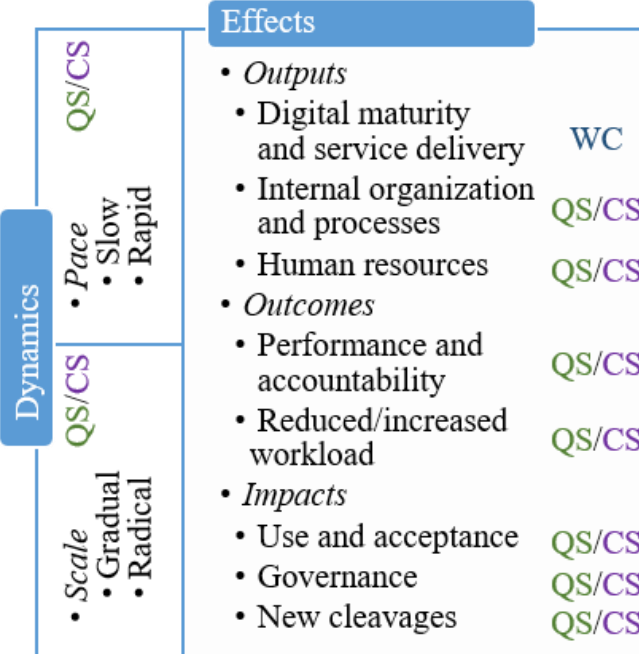 Effects
• Outputs
• Digital maturity
and service delivery
WC
• Internal organization
and processes
QS/CS
• Human resources
QS/CS
• Outcomes
• Performance and
accountability
QS/CS
• Reduced/increased
workload
QS/CS
• Impacts
• Use and acceptance
QS/CS
• Governance
QS/CS
• New cleavages
QS/CS
Dynamics
QS/CS
• Pace
• Slow
• Rapid
QS/CS
• Scale
• Gradual
• Radical